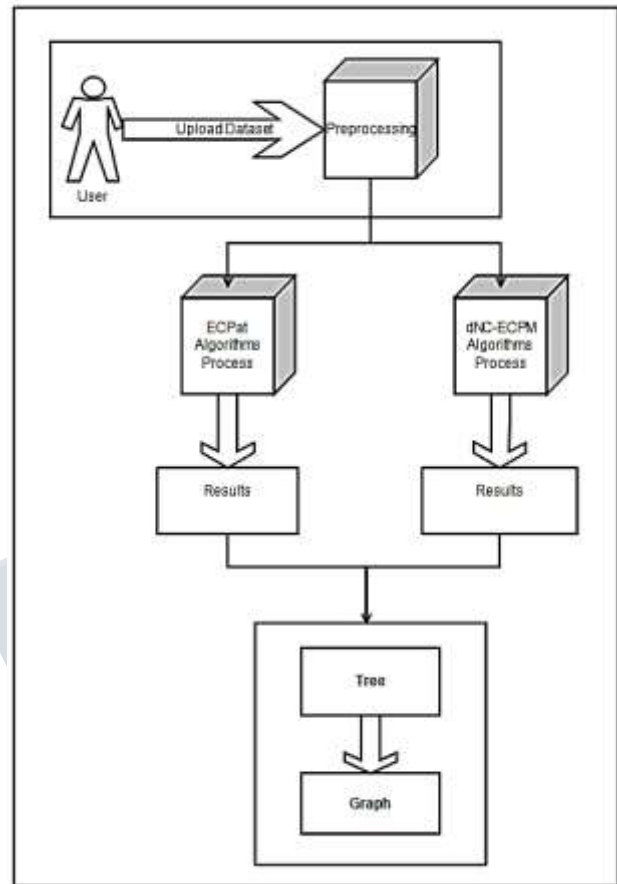 Upload Dataset
Preprocessing
User
ECPat
Algorithms
Process
dNC-ECPM
Algorithms
Process
Results
Results
Tree
Graph